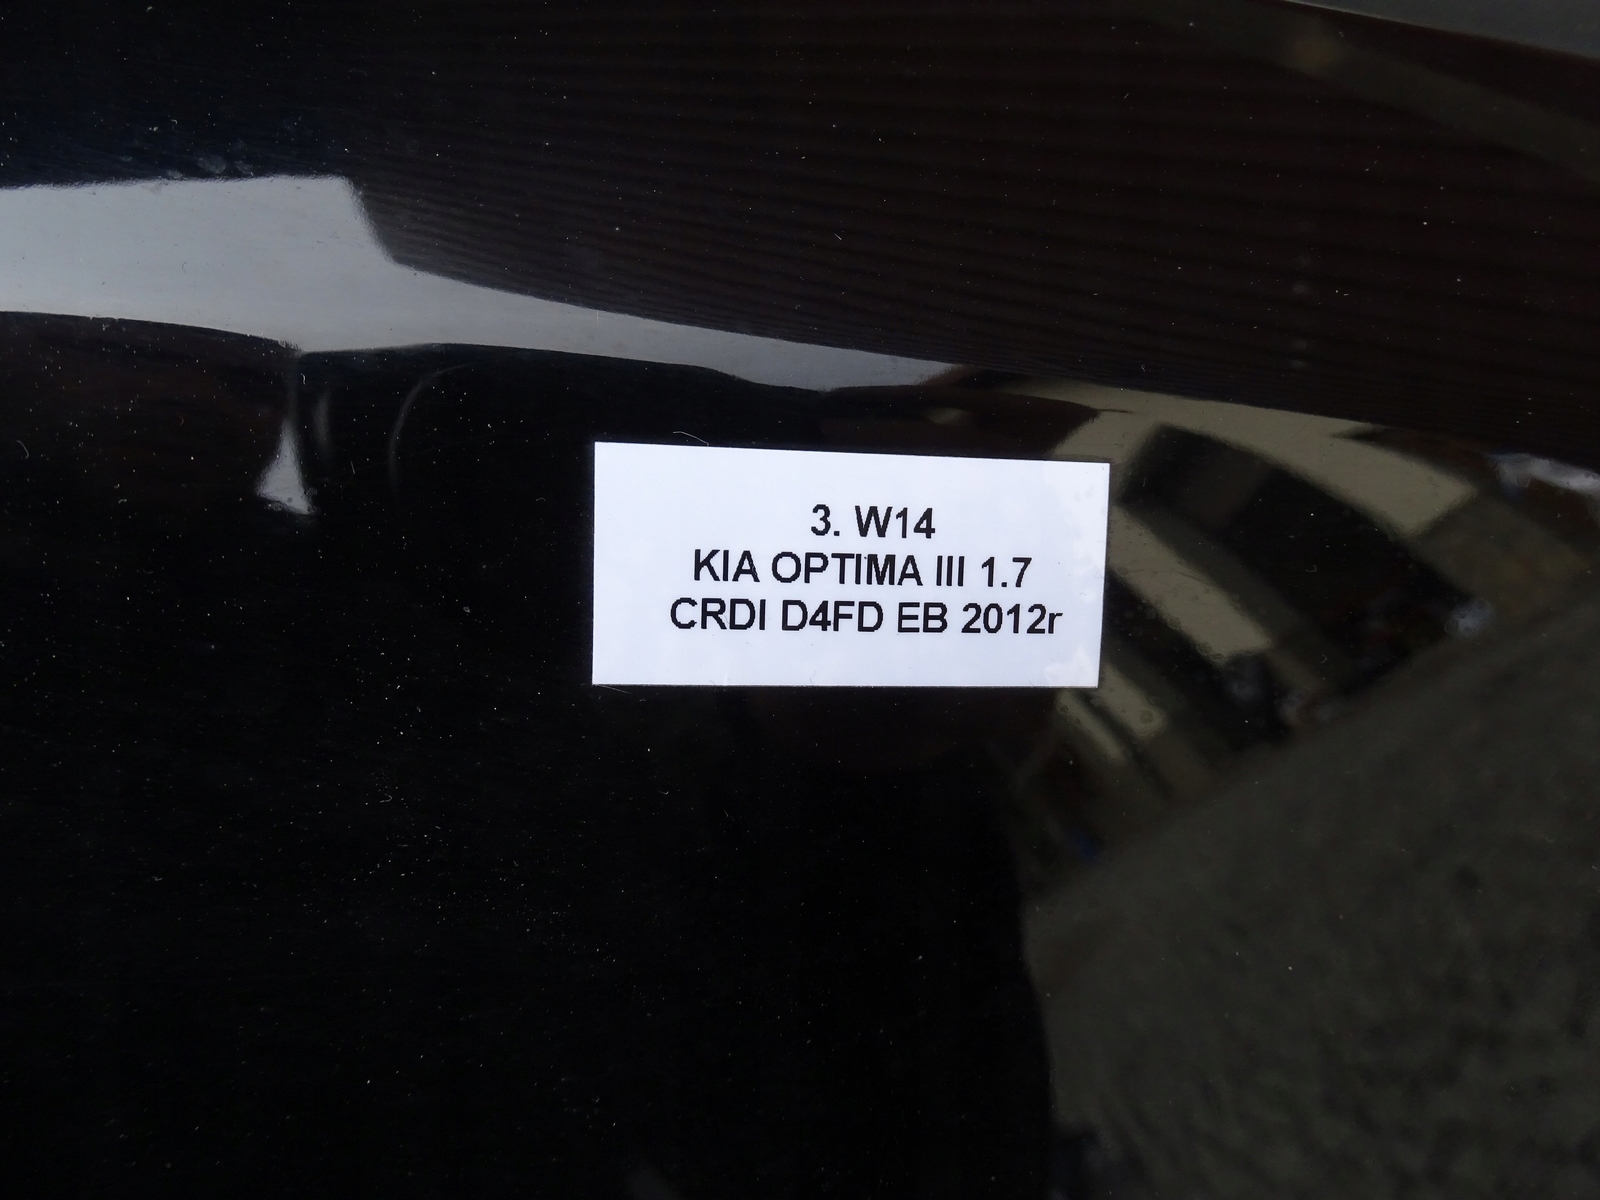 3. W14
KIA OPTIMA III 1.7
CRDI D4FD EB 2012r